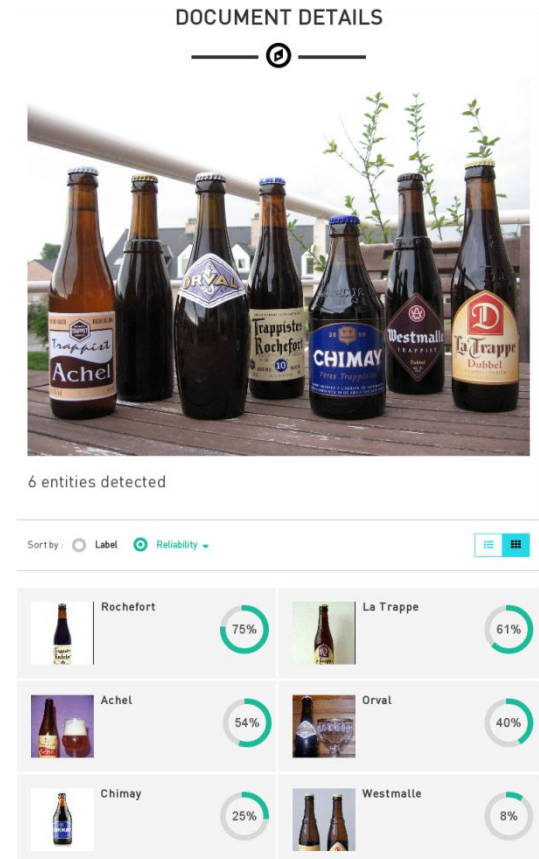 DOCUMENT DETAILS
Trappist
Achel
ORVAL
Trappistes
Rochefort
10
CHIMAY
Pères Trappistes
Westmalle
TRAPPIST
Dubbel
D
La Trappe
Dubbel
6 entities detected
Sort by : Label Reliability
Rochefort
75%
La Trappe
61%
Achel
54%
Orval
40%
Chimay
25%
Westmalle
8%